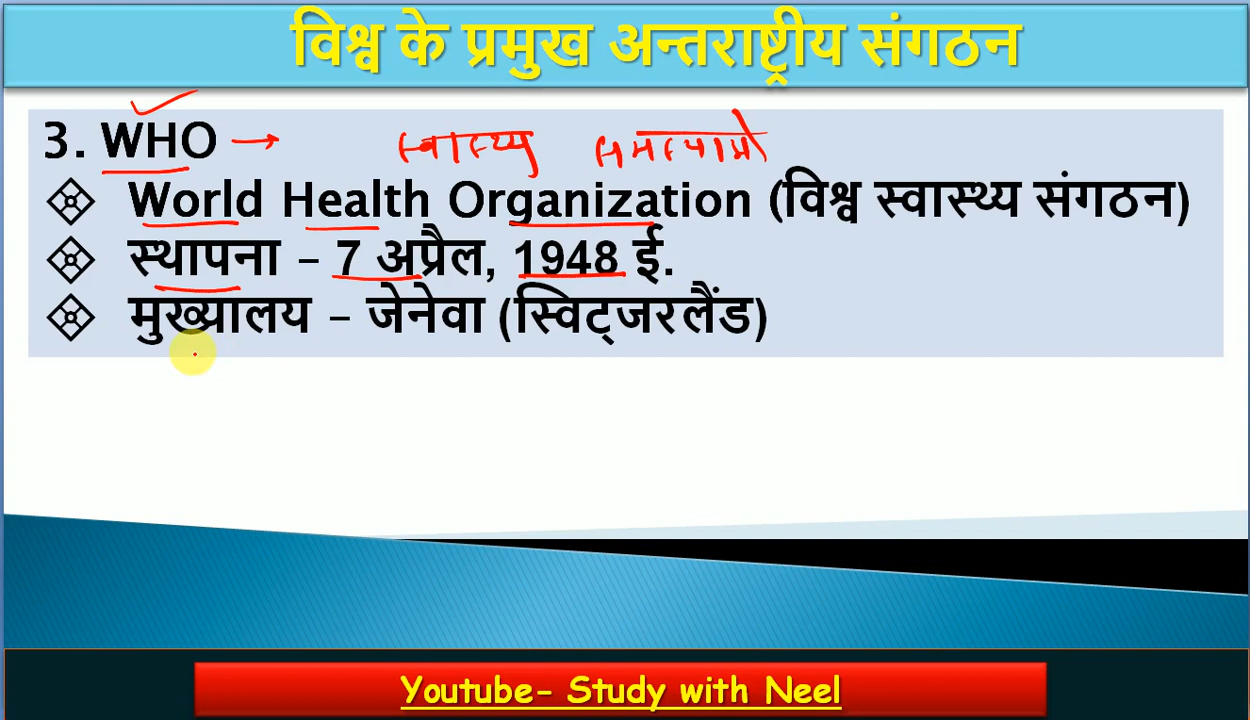 विश्व के प्रमुख अन्तराष्ट्रीय संगठन
3. WHO → स्वास्थ्य समस्याओ
World Health Organization (विश्व स्वास्थ्य संगठन)
स्थापना – 7 अप्रैल, 1948 ई.
मुख्यालय – जेनेवा (स्विट्जरलैंड)
Youtube- Study with Neel